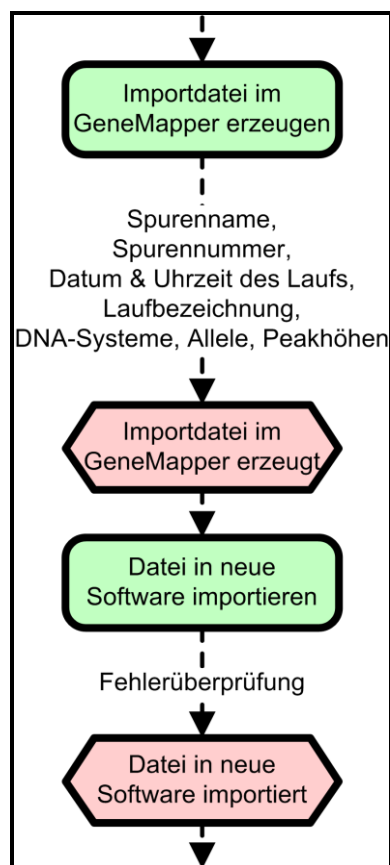 Importdatei im
GeneMapper erzeugen
Spurenname,
Spurennummer,
Datum & Uhrzeit des Laufs,
Laufbezeichnung,
DNA-Systeme, Allele, Peakhöhen
Importdatei im
GeneMapper erzeugt
Datei in neue
Software importieren
Fehlerüberprüfung
Datei in neue
Software importiert